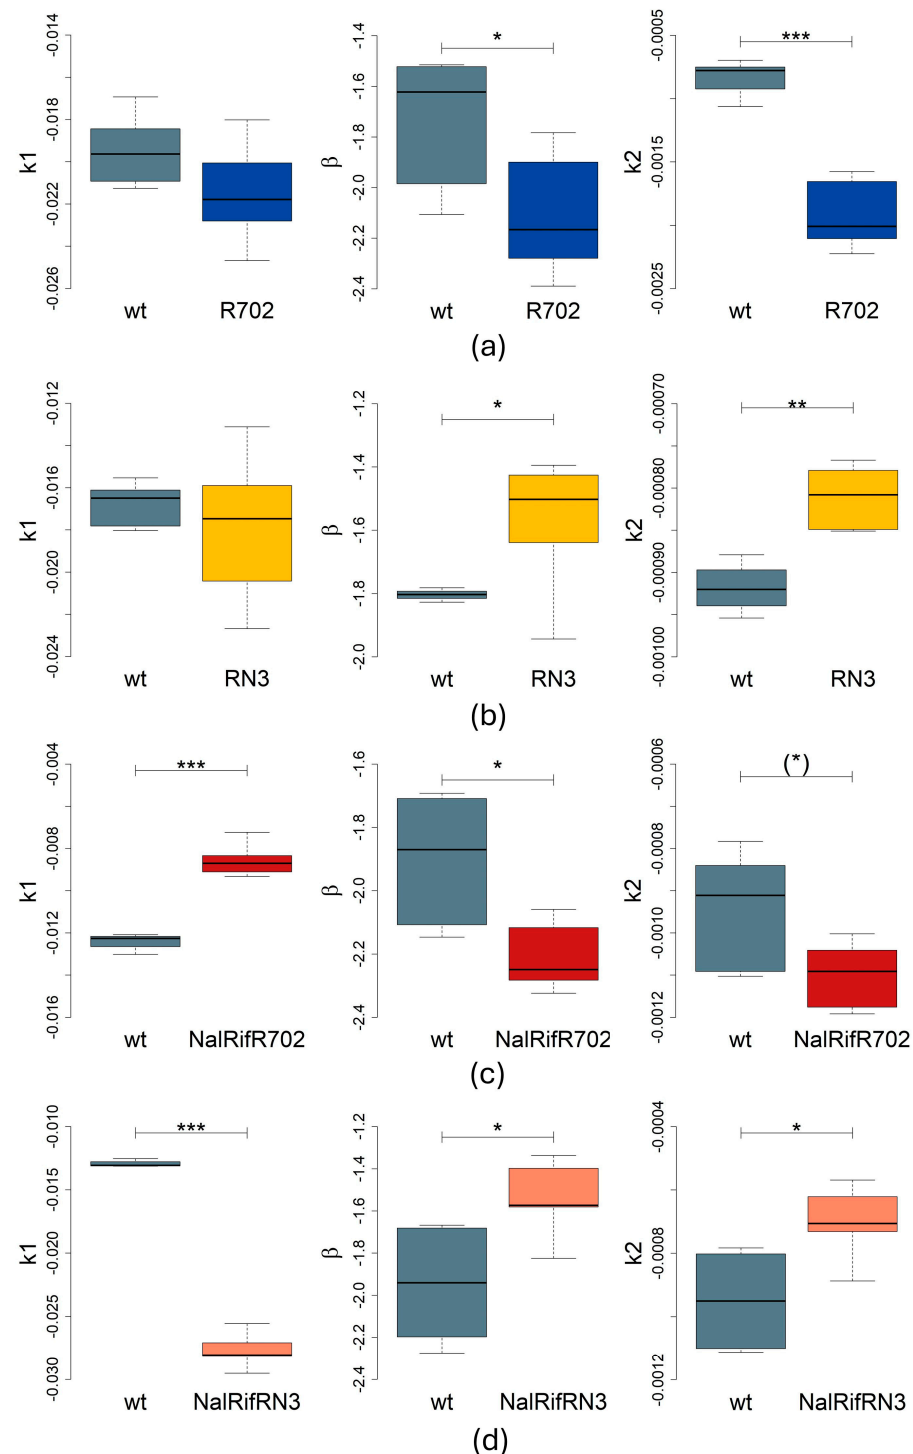 k1
-0.014
-0.018
-0.022
-0.026
wt R702
β
-1.4
-1.6
-1.8
-2.0
-2.2
-2.4
*
wt R702
k2
-0.0005
-0.0015
-0.0025
***
wt R702
(a)
k1
-0.012
-0.016
-0.020
-0.024
wt RN3
β
-1.2
-1.4
-1.6
-1.8
-2.0
*
wt RN3
k2
-0.00070
-0.00080
-0.00090
-0.00100
**
wt RN3
(b)
k1
-0.004
-0.008
-0.012
-0.016
***
wt NalRifR702
β
-1.6
-1.8
-2.0
-2.2
-2.4
*
wt NalRifR702
k2
-0.0006
-0.0008
-0.0010
-0.0012
(*)
wt NalRifR702
(c)
k1
-0.010
-0.015
-0.020
-0.025
-0.030
***
wt NalRifRN3
β
-1.2
-1.4
-1.6
-1.8
-2.0
-2.2
-2.4
*
wt NalRifRN3
k2
-0.0004
-0.0008
-0.0012
*
wt NalRifRN3
(d)